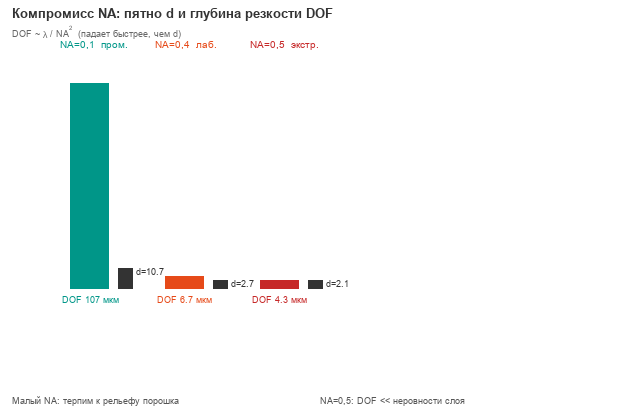 Компромисс NA: пятно d и глубина резкости DOF
DOF ~ λ / NA² (падает быстрее, чем d)
NA=0,1 пром. NA=0,4 лаб. NA=0,5 экстр.
d=10.7 d=2.7 d=2.1
DOF 107 мкм DOF 6.7 мкм DOF 4.3 мкм
Малый NA: терпим к рельефу порошка NA=0,5: DOF << неровности слоя